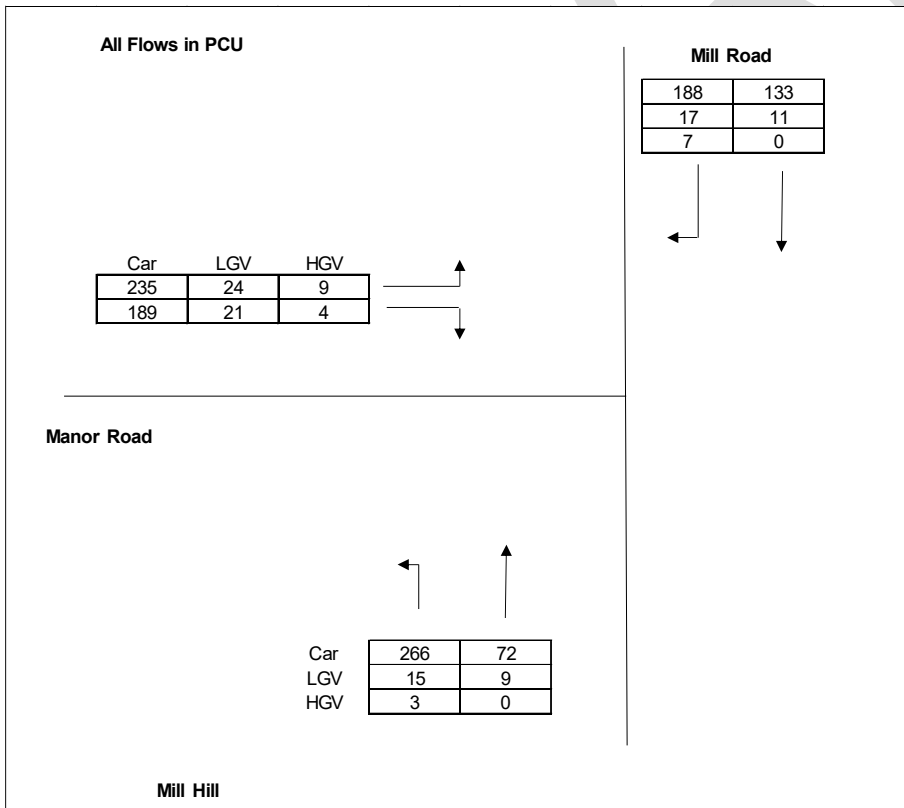 All Flows in PCU
Mill Road
188 133
17 11
7 0
Car LGV HGV
235 24 9
189 21 4
Manor Road
Car 266 72
LGV 15 9
HGV 3 0
Mill Hill